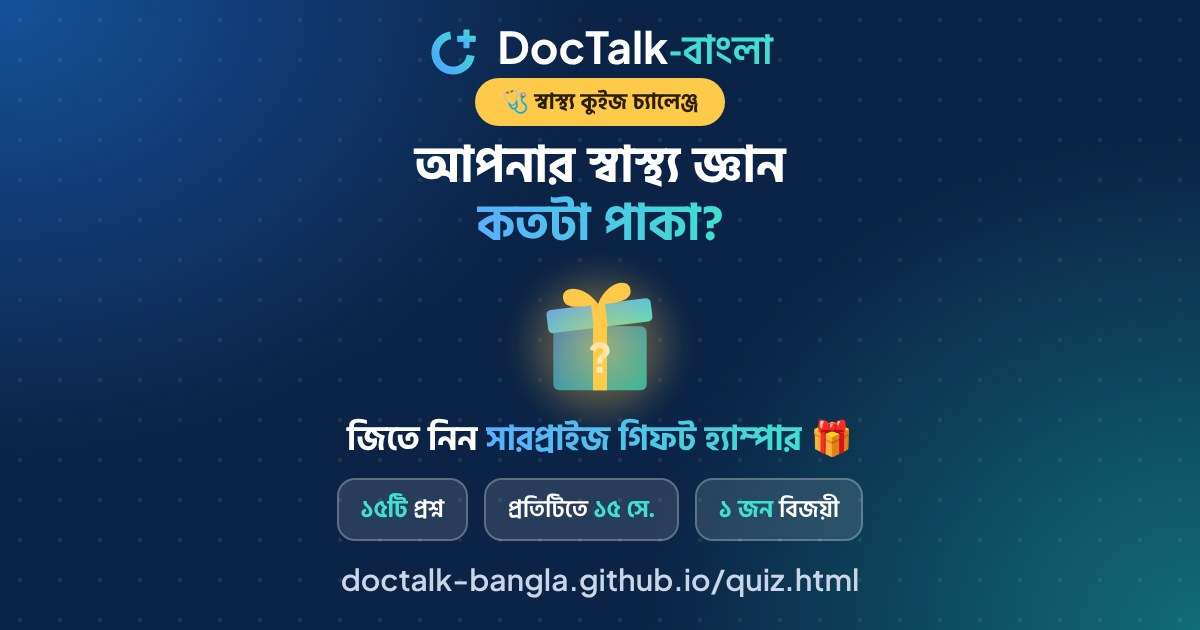 DocTalk-বাংলা
🩺 স্বাস্থ্য কুইজ চ্যালেঞ্জ
আপনার স্বাস্থ্য জ্ঞান
কতটা পাকা?
?
জিতে নিন সারপ্রাইজ গিফট হ্যাম্পার 🎁
১৫টি প্রশ্ন
প্রতিটিতে ১৫ সে.
১ জন বিজয়ী
doctalk-bangla.github.io/quiz.html